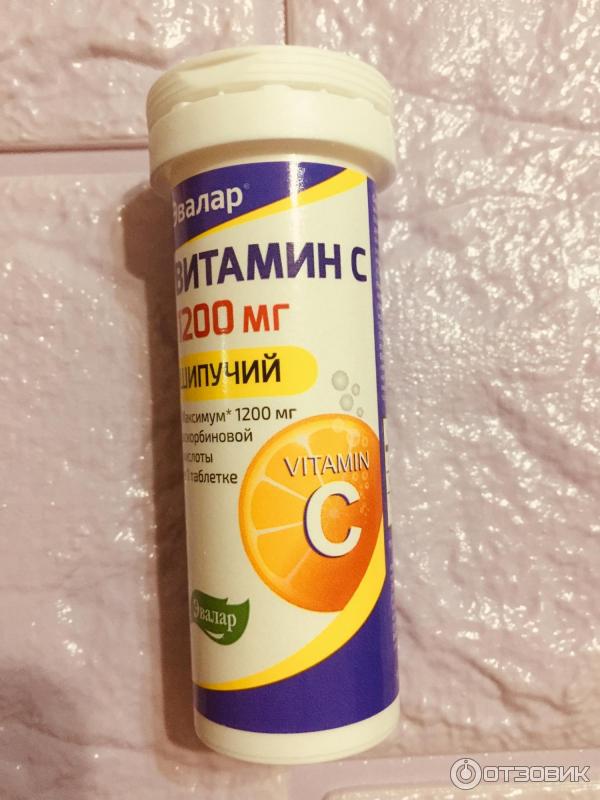 Эвалар
ВИТАМИН С
1200 мг
ШИПУЧИЙ
Максимум* 1200 мг
аскорбиновой
кислоты
в 1 таблетке
VITAMIN
C
Эвалар
ОТЗОВИК